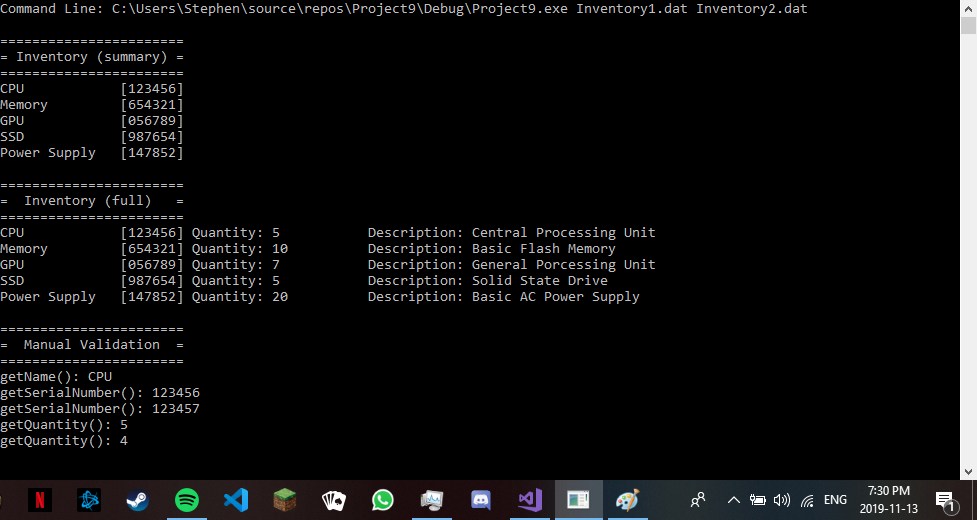 Command Line: C:\Users\Stephen\source\repos\Project9\Debug\Project9.exe Inventory1.dat Inventory2.dat
=======================
= Inventory (summary) =
=======================
CPU            [123456]
Memory         [654321]
GPU            [056789]
SSD            [987654]
Power Supply   [147852]
=======================
=  Inventory (full)   =
=======================
CPU            [123456] Quantity: 5           Description: Central Processing Unit
Memory         [654321] Quantity: 10          Description: Basic Flash Memory
GPU            [056789] Quantity: 7           Description: General Porcessing Unit
SSD            [987654] Quantity: 5           Description: Solid State Drive
Power Supply   [147852] Quantity: 20          Description: Basic AC Power Supply
=======================
=  Manual Validation  =
=======================
getName(): CPU
getSerialNumber(): 123456
getSerialNumber(): 123457
getQuantity(): 5
getQuantity(): 4
N
ENG
7:30 PM
2019-11-13
1